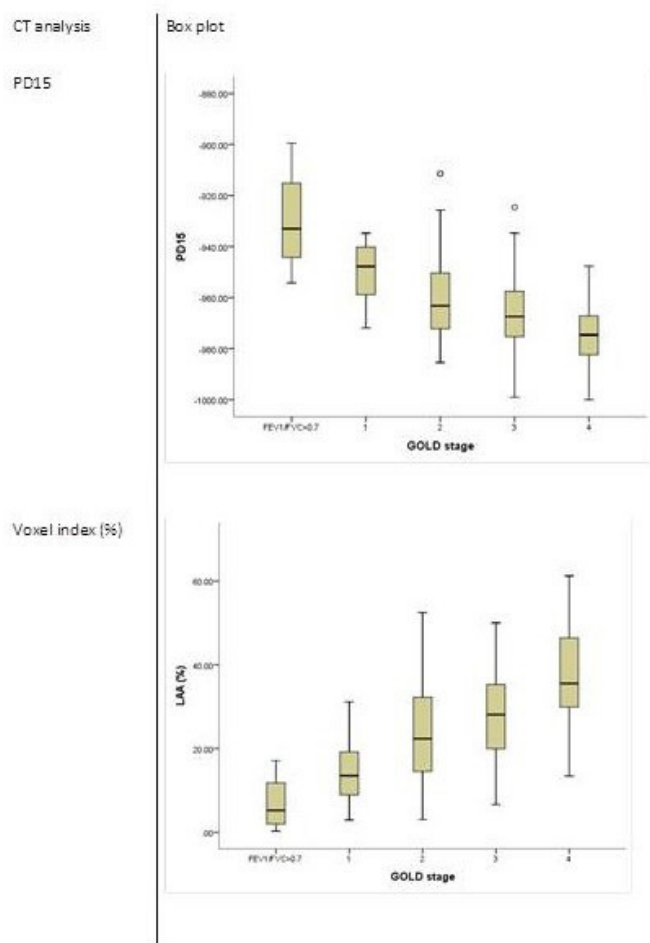 CT analysis
Box plot
PD15
-880.00
-900.00
-920.00
-940.00
-960.00
-980.00
-1000.00
PD15
FEV1/FVC>0.7
1
2
3
4
GOLD stage
Voxel index (%)
60.00
40.00
20.00
.00
LAA (%)
FEV1/FVC>0.7
1
2
3
4
GOLD stage